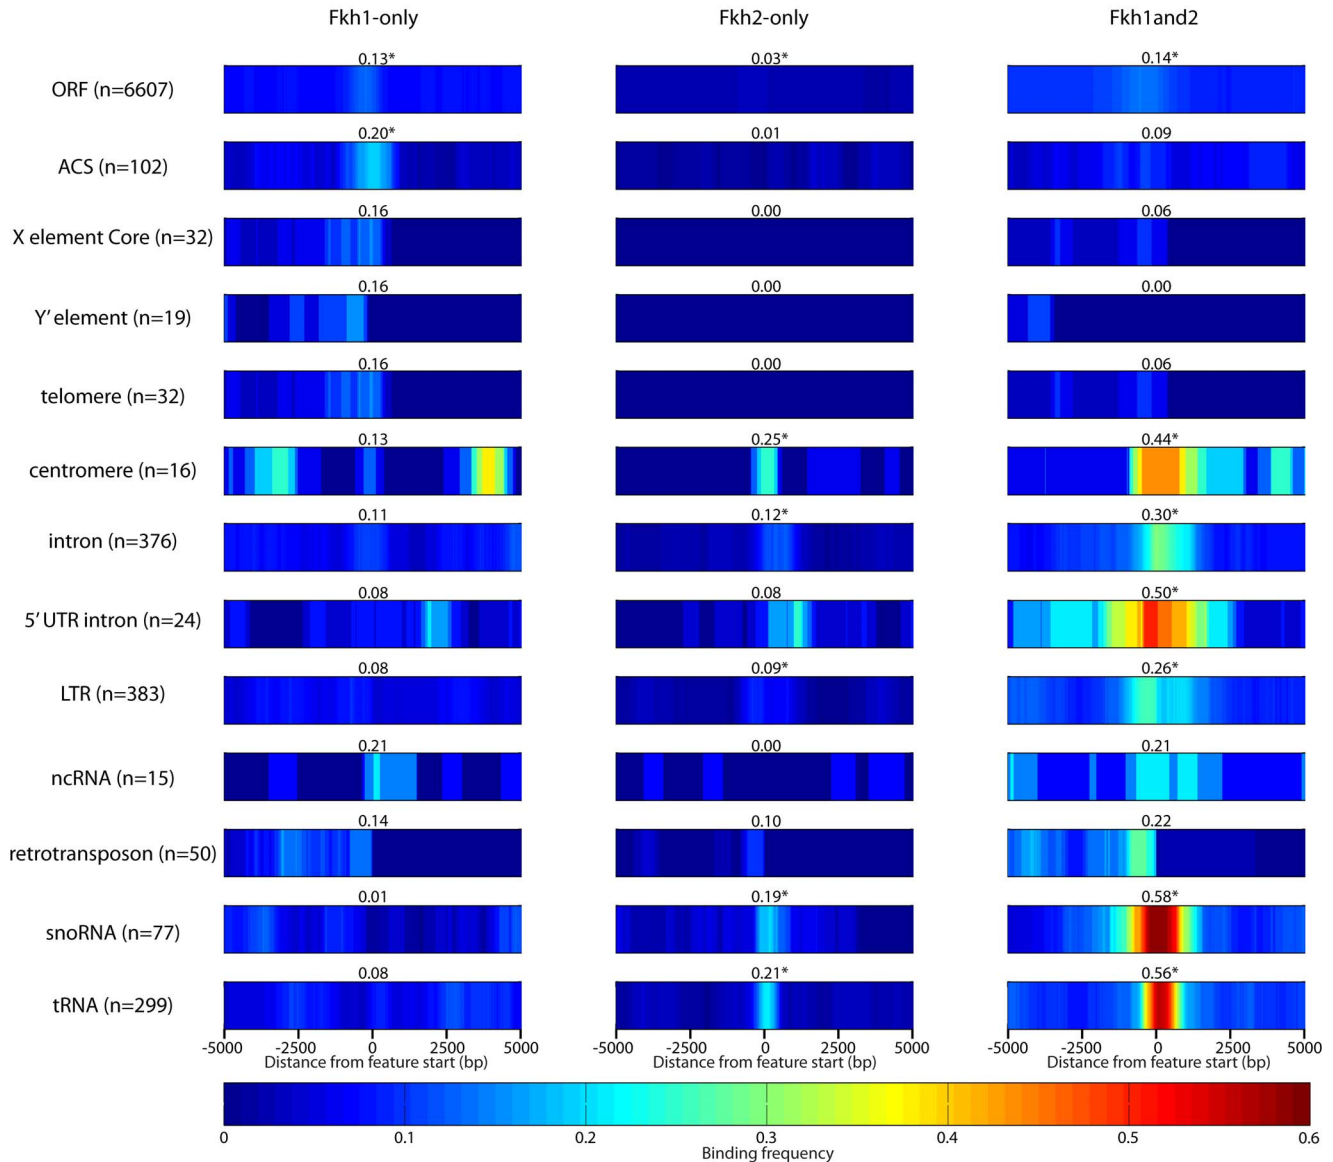 Fkh1-only Fkh2-only Fkh1and2
0.13* 0.03* 0.14*
ORF (n=6607)
0.20* 0.01 0.09
ACS (n=102)
0.16 0.00 0.06
X element Core (n=32)
0.16 0.00 0.00
Y' element (n=19)
0.16 0.00 0.06
telomere (n=32)
0.13 0.25* 0.44*
centromere (n=16)
0.11 0.12* 0.30*
intron (n=376)
0.08 0.08 0.50*
5' UTR intron (n=24)
0.08 0.09* 0.26*
LTR (n=383)
0.21 0.00 0.21
ncRNA (n=15)
0.14 0.10 0.22
retrotransposon (n=50)
0.01 0.19* 0.58*
snoRNA (n=77)
0.08 0.21* 0.56*
tRNA (n=299)
-5000 -2500 0 2500 5000 -5000 -2500 0 2500 5000 -5000 -2500 0 2500 5000
Distance from feature start (bp) Distance from feature start (bp) Distance from feature start (bp)
0 0.1 0.2 0.3 0.4 0.5 0.6
Binding frequency